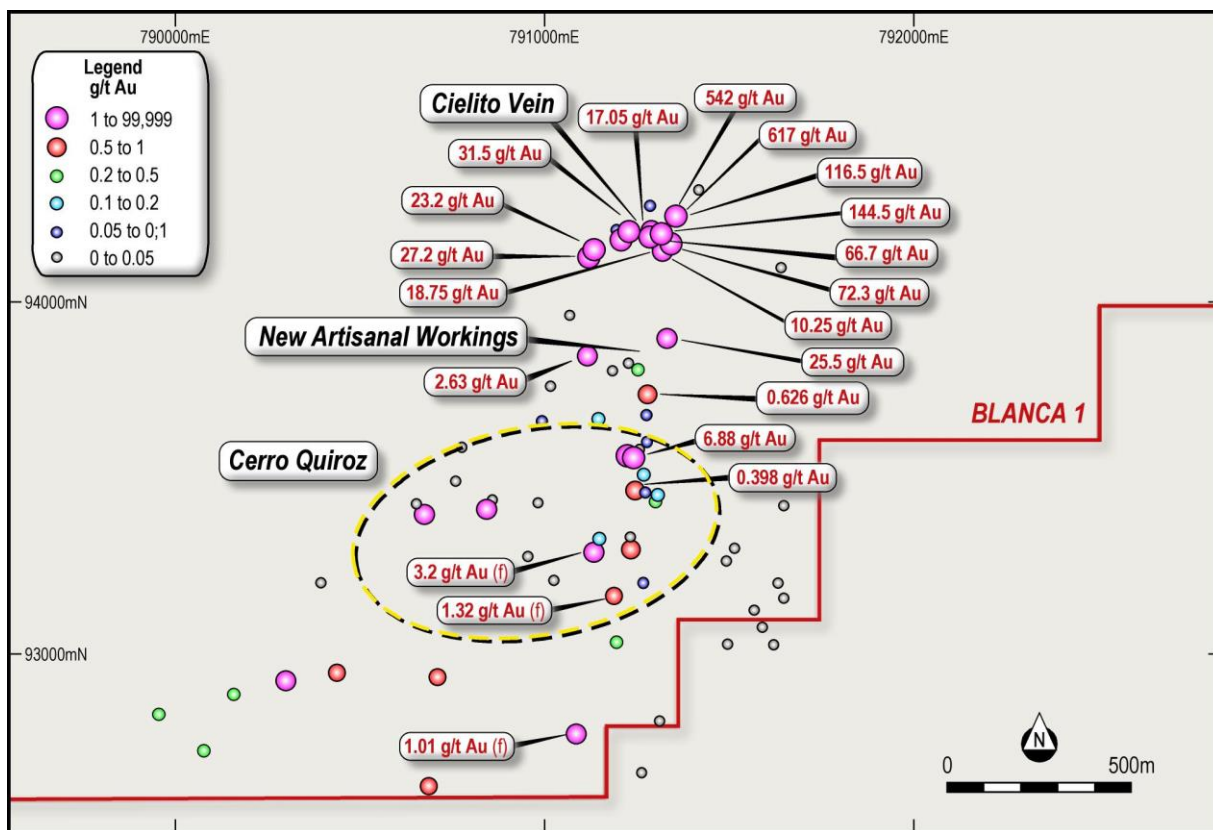 790000mE
791000mE
792000mE
Legend
g/t Au
1 to 99,999
0.5 to 1
0.2 to 0.5
0.1 to 0.2
0.05 to 0;1
0 to 0.05
Cielito Vein
17.05 g/t Au
542 g/t Au
31.5 g/t Au
617 g/t Au
116.5 g/t Au
23.2 g/t Au
144.5 g/t Au
27.2 g/t Au
66.7 g/t Au
18.75 g/t Au
72.3 g/t Au
94000mN
10.25 g/t Au
New Artisanal Workings
25.5 g/t Au
2.63 g/t Au
0.626 g/t Au
BLANCA 1
6.88 g/t Au
Cerro Quiroz
0.398 g/t Au
3.2 g/t Au (f)
1.32 g/t Au (f)
93000mN
1.01 g/t Au (f)
N
0
500m